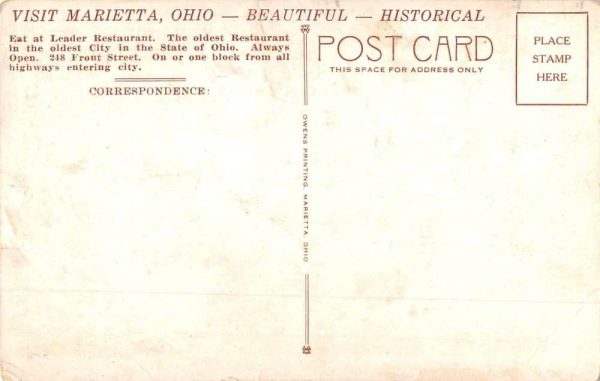 VISIT MARIETTA, OHIO — BEAUTIFUL — HISTORICAL
Eat at Leader Restaurant. The oldest Restaurant
in the oldest City in the State of Ohio. Always
Open. 248 Front Street. On or one block from all
highways entering city.
CORRESPONDENCE:
OWENS PRINTING, MARIETTA, OHIO
POST CARD
THIS SPACE FOR ADDRESS ONLY
PLACE
STAMP
HERE